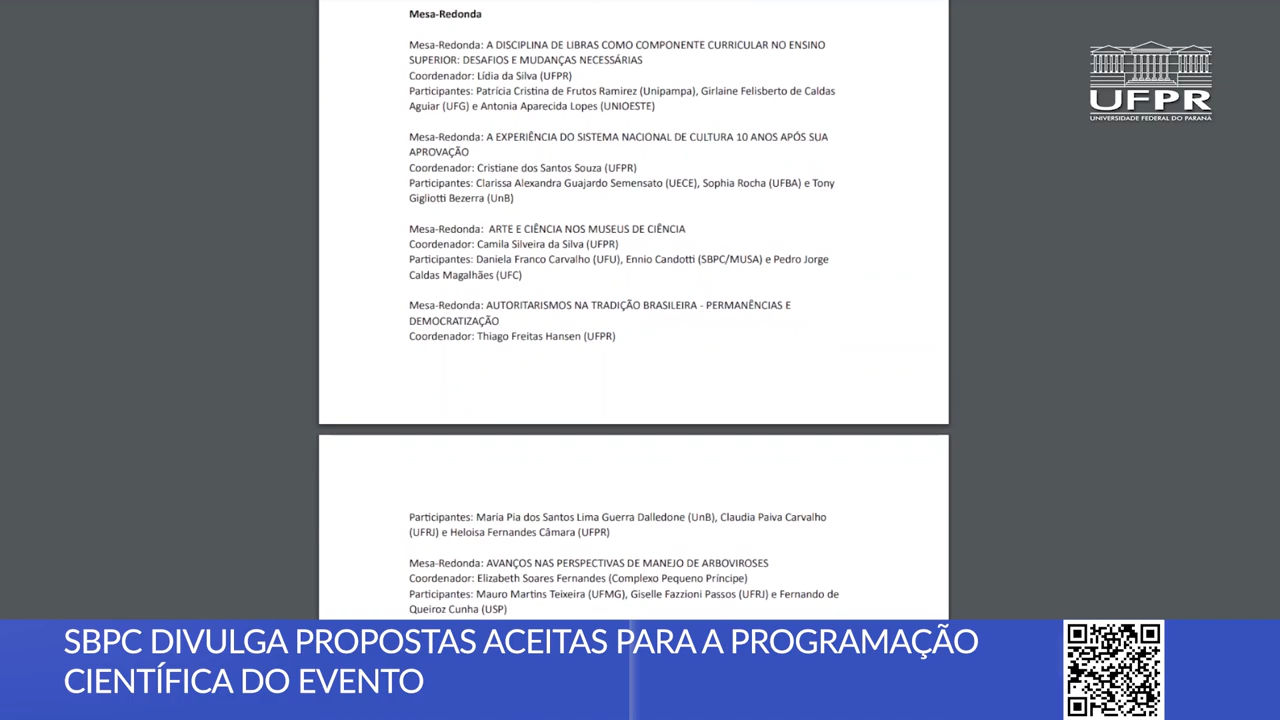 Mesa-Redonda
Mesa-Redonda: A DISCIPLINA DE LIBRAS COMO COMPONENTE CURRICULAR NO ENSINO
SUPERIOR: DESAFIOS E MUDANÇAS NECESSÁRIAS
Coordenador: Lídia da Silva (UFPR)
Participantes: Patrícia Cristina de Frutos Ramirez (Unipampa), Girlaine Felisberto de Caldas
Aguiar (UFG) e Antonia Aparecida Lopes (UNIOESTE)
Mesa-Redonda: A EXPERIÊNCIA DO SISTEMA NACIONAL DE CULTURA 10 ANOS APÓS SUA
APROVAÇÃO
Coordenador: Cristiane dos Santos Souza (UFPR)
Participantes: Clarissa Alexandra Guajardo Semensato (UECE), Sophia Rocha (UFBA) e Tony
Gigliotti Bezerra (UnB)
Mesa-Redonda: ARTE E CIÊNCIA NOS MUSEUS DE CIÊNCIA
Coordenador: Camila Silveira da Silva (UFPR)
Participantes: Daniela Franco Carvalho (UFU), Ennio Candotti (SBPC/MUSA) e Pedro Jorge
Caldas Magalhães (UFC)
Mesa-Redonda: AUTORITARISMOS NA TRADIÇÃO BRASILEIRA - PERMANÊNCIAS E
DEMOCRATIZAÇÃO
Coordenador: Thiago Freitas Hansen (UFPR)
Participantes: Maria Pia dos Santos Lima Guerra Dalledone (UnB), Claudia Paiva Carvalho
(UFRJ) e Heloisa Fernandes Câmara (UFPR)
Mesa-Redonda: AVANÇOS NAS PERSPECTIVAS DE MANEJO DE ARBOVIROSES
Coordenador: Elizabeth Soares Fernandes (Complexo Pequeno Príncipe)
Participantes: Mauro Martins Teixeira (UFMG), Giselle Fazzioni Passos (UFRJ) e Fernando de
Queiroz Cunha (USP)
UFPR
UNIVERSIDADE FEDERAL DO PARANÁ
SBPC DIVULGA PROPOSTAS ACEITAS PARA A PROGRAMAÇÃO
CIENTÍFICA DO EVENTO